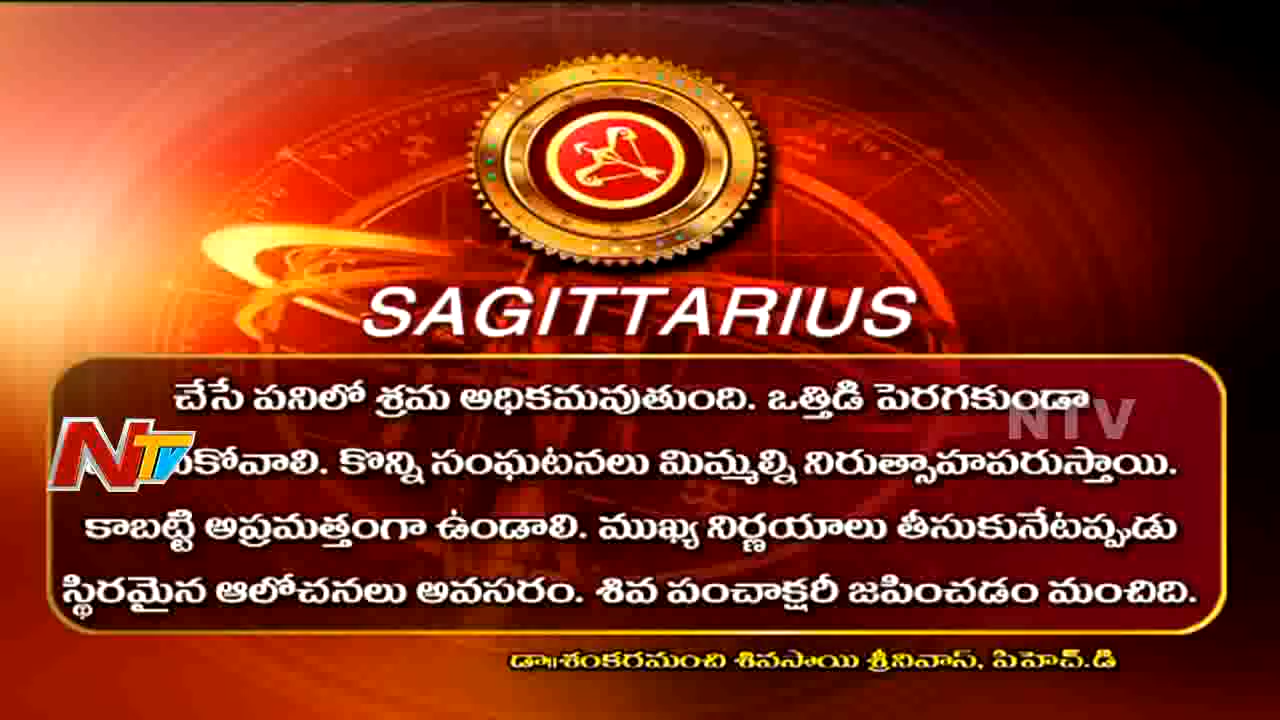 SAGITTARIUS
చేసే పనిలో శ్రమ అధికమవుతుంది. ఒత్తిడి పెరగకుండా
NTV
NTV
కొన్ని సంఘటనలు మిమ్మల్ని నిరుత్సాహపరుస్తాయి.
కాబట్టి అప్రమత్తంగా ఉండాలి. ముఖ్య నిర్ణయాలు తీసుకునేటప్పుడు
స్థిరమైన ఆలోచనలు అవసరం. శివ పంచాక్షరీ జపించడం మంచిది.
డా॥శంకరమంచి శివసాయి శ్రీనివాస్, పిహెచ్.డి